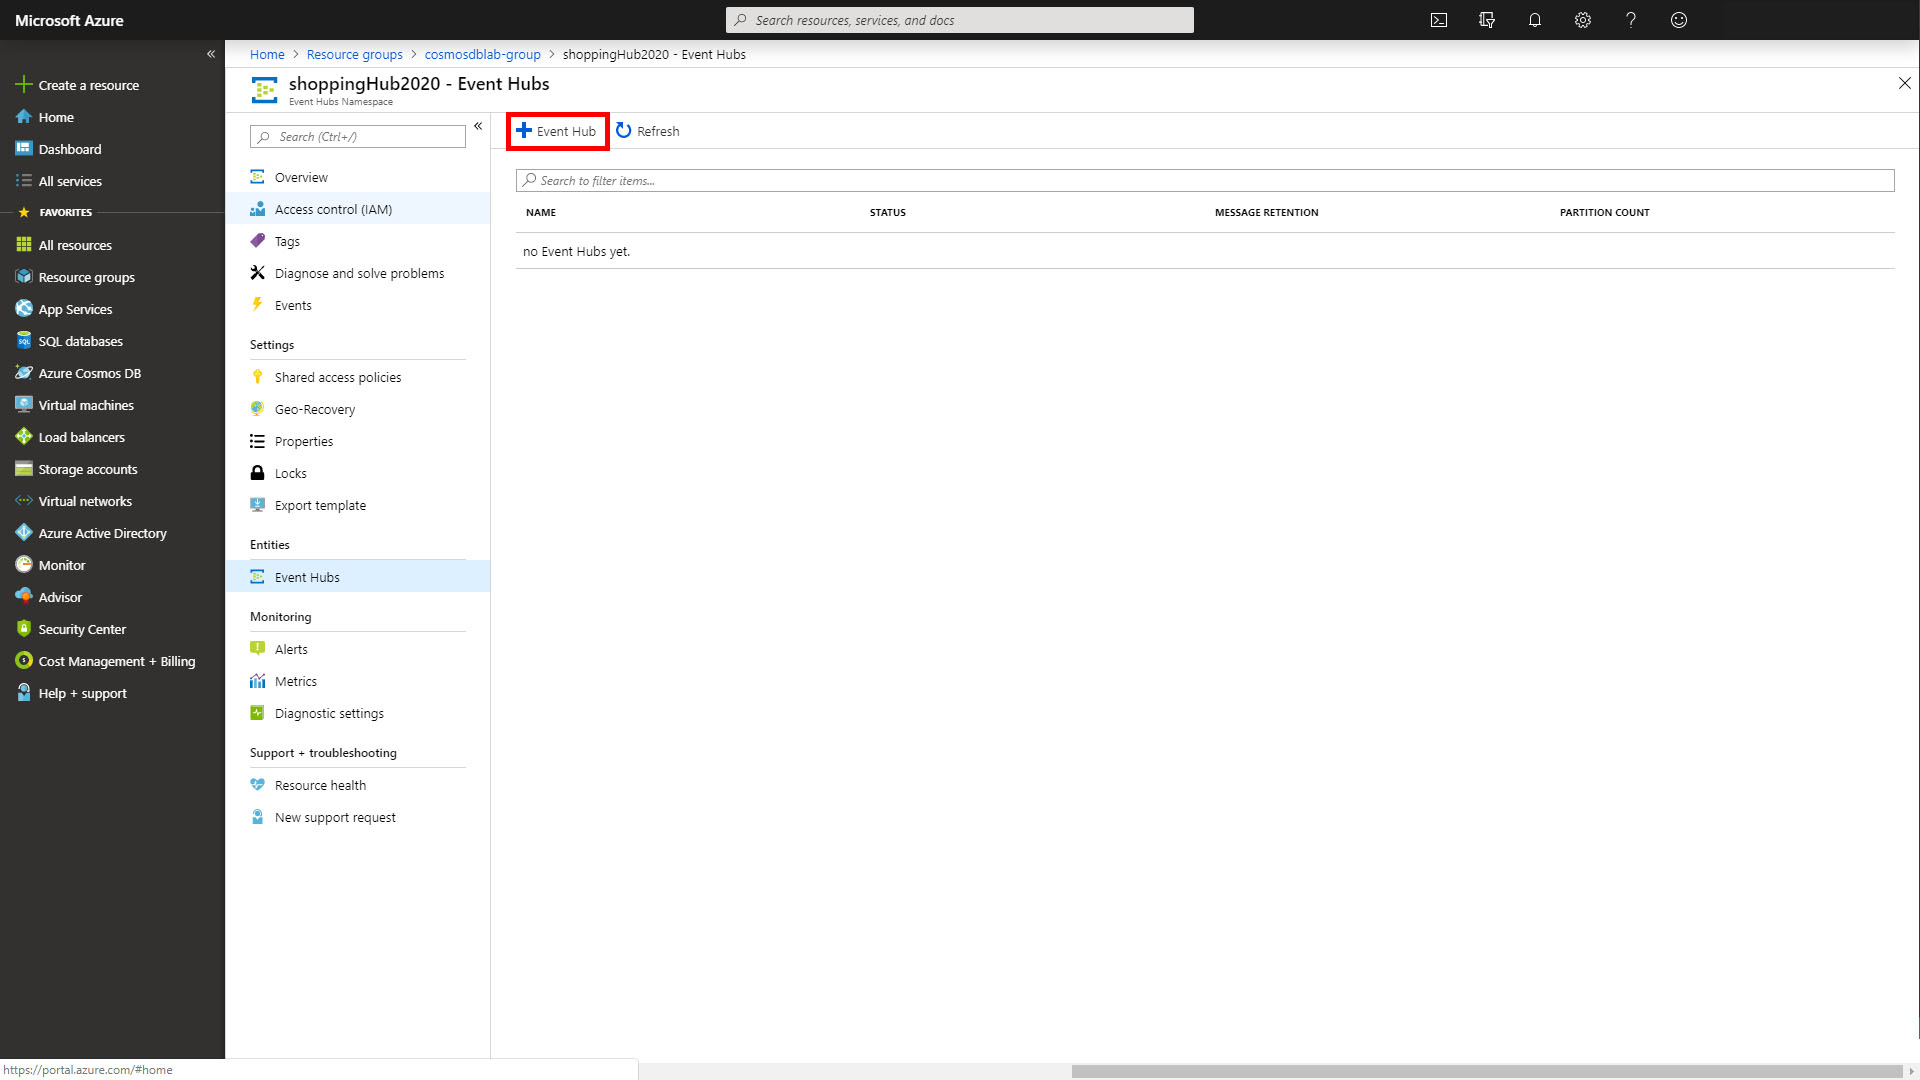 Microsoft Azure
Search resources, services, and docs
Create a resource
Home
Dashboard
All services
FAVORITES
All resources
Resource groups
App Services
SQL databases
Azure Cosmos DB
Virtual machines
Load balancers
Storage accounts
Virtual networks
Azure Active Directory
Monitor
Advisor
Security Center
Cost Management + Billing
Help + support
Home > Resource groups > cosmosdblab-group > shoppingHub2020 - Event Hubs
shoppingHub2020 - Event Hubs
Event Hubs Namespace
Search (Ctrl+/)
Overview
Access control (IAM)
Tags
Diagnose and solve problems
Events
Settings
Shared access policies
Geo-Recovery
Properties
Locks
Export template
Entities
Event Hubs
Monitoring
Alerts
Metrics
Diagnostic settings
Support + troubleshooting
Resource health
New support request
Event Hub Refresh
Search to filter items...
NAME STATUS MESSAGE RETENTION PARTITION COUNT
no Event Hubs yet.
https://portal.azure.com/#home